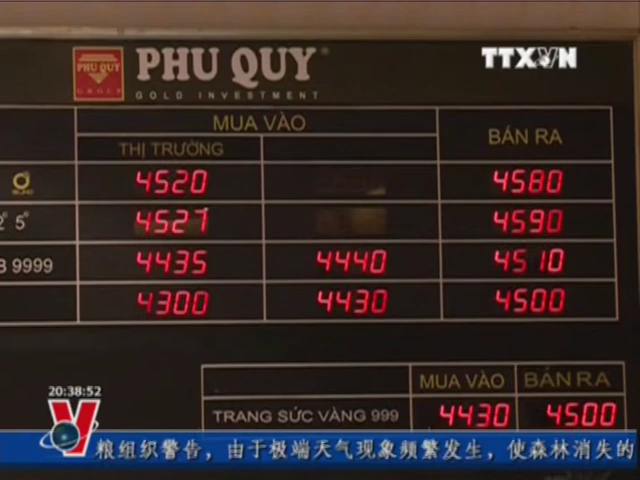 PHU QUY
GROUP
PHU QUY®
GOLD INVESTMENT
TTXVN
MUA VÀO
BÁN RA
THỊ TRƯỜNG
4520 4580
2° 5° 4527 4590
B 9999 4435 4440 4510
4300 4430 4500
20:38:52
MUA VÀO BÁN RA
TRANG SỨC VÀNG 999 4430 4500
粮组织警告，由于极端天气现象频繁发生，使森林消失的